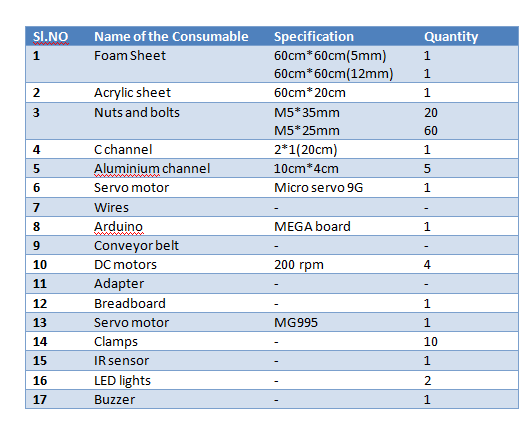 Sl.NO Name of the Consumable Specification Quantity
1 Foam Sheet 60cm*60cm(5mm) 1
60cm*60cm(12mm) 1
2 Acrylic sheet 60cm*20cm 1
3 Nuts and bolts M5*35mm 20
M5*25mm 60
4 C channel 2*1(20cm) 1
5 Aluminium channel 10cm*4cm 5
6 Servo motor Micro servo 9G 1
7 Wires - -
8 Arduino MEGA board 1
9 Conveyor belt - -
10 DC motors 200 rpm 4
11 Adapter - -
12 Breadboard - 1
13 Servo motor MG995 1
14 Clamps - 10
15 IR sensor - 1
16 LED lights - 2
17 Buzzer - 1